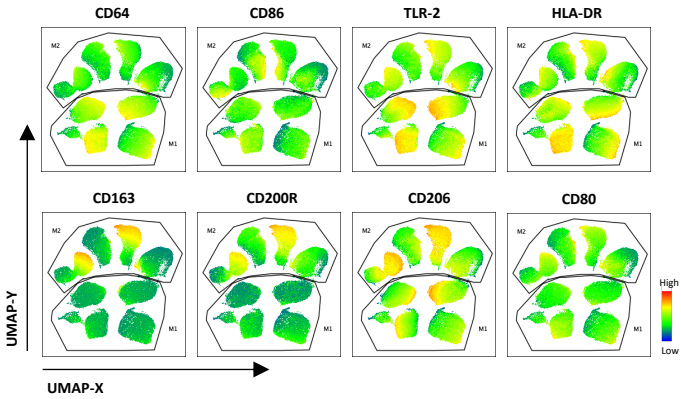 CD64 CD86 TLR-2 HLA-DR
M2 M2 M2 M2
M1 M1 M1 M1
CD163 CD200R CD206 CD80
M2 M2 M2 M2
M1 M1 M1 M1
High
Low
UMAP-Y
UMAP-X